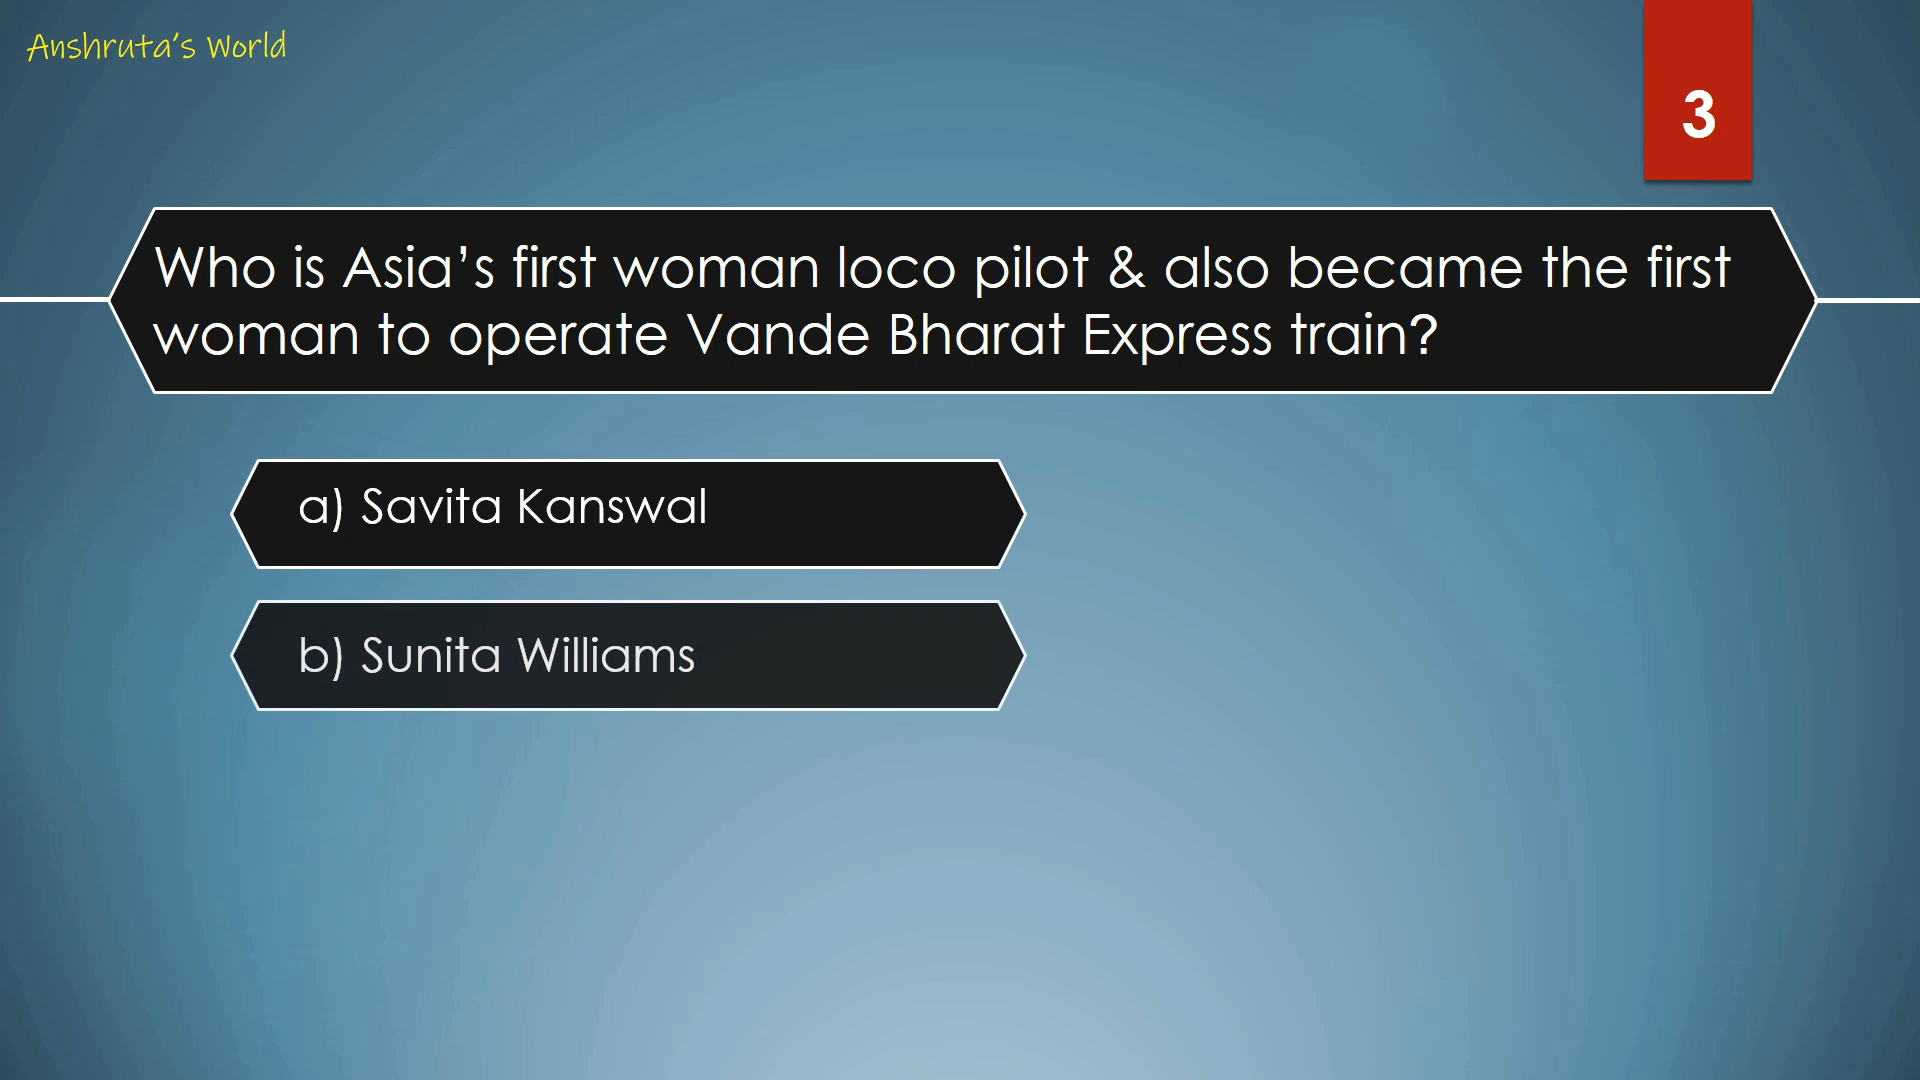 Anshruta’s World
3
Who is Asia’s first woman loco pilot & also became the first
woman to operate Vande Bharat Express train?
a) Savita Kanswal
b) Sunita Williams